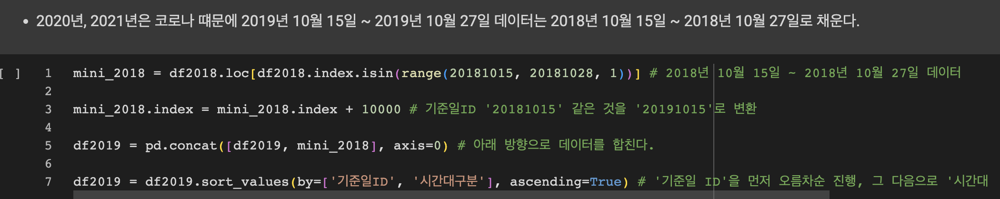 • 2020년, 2021년은 코로나 떄문에 2019년 10월 15일 ~ 2019년 10월 27일 데이터는 2018년 10월 15일 ~ 2018년 10월 27일로 채운다.
[ ] 1 mini_2018 = df2018.loc[df2018.index.isin(range(20181015, 20181028, 1))] # 2018년 10월 15일 ~ 2018년 10월 27일 데이터
2
3 mini_2018.index = mini_2018.index + 10000 # 기준일ID '20181015' 같은 것을 '20191015'로 변환
4
5 df2019 = pd.concat([df2019, mini_2018], axis=0) # 아래 방향으로 데이터를 합친다.
6
7 df2019 = df2019.sort_values(by=['기준일ID', '시간대구분'], ascending=True) # '기준일 ID'을 먼저 오름차순 진행, 그 다음으로 '시간대